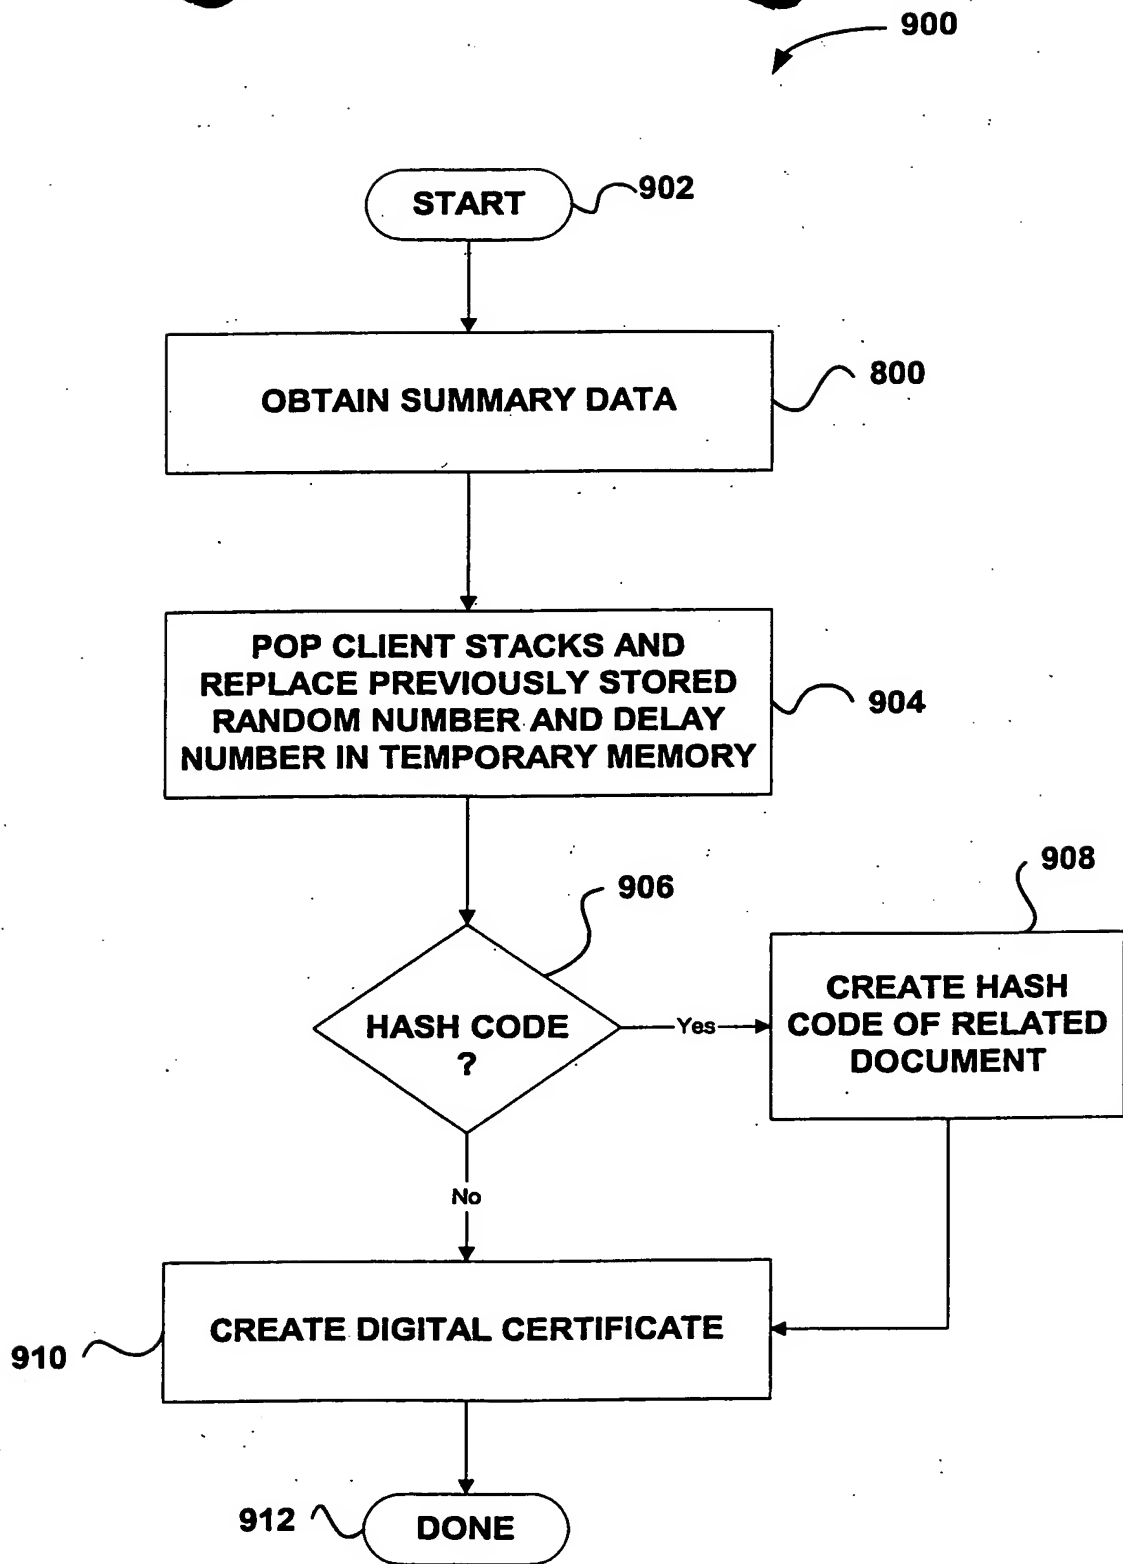 900
START
902
OBTAIN SUMMARY DATA
800
POP CLIENT STACKS AND
REPLACE PREVIOUSLY STORED
RANDOM NUMBER AND DELAY
NUMBER IN TEMPORARY MEMORY
904
906
HASH CODE
?
Yes
908
CREATE HASH
CODE OF RELATED
DOCUMENT
No
CREATE DIGITAL CERTIFICATE
910
912
DONE